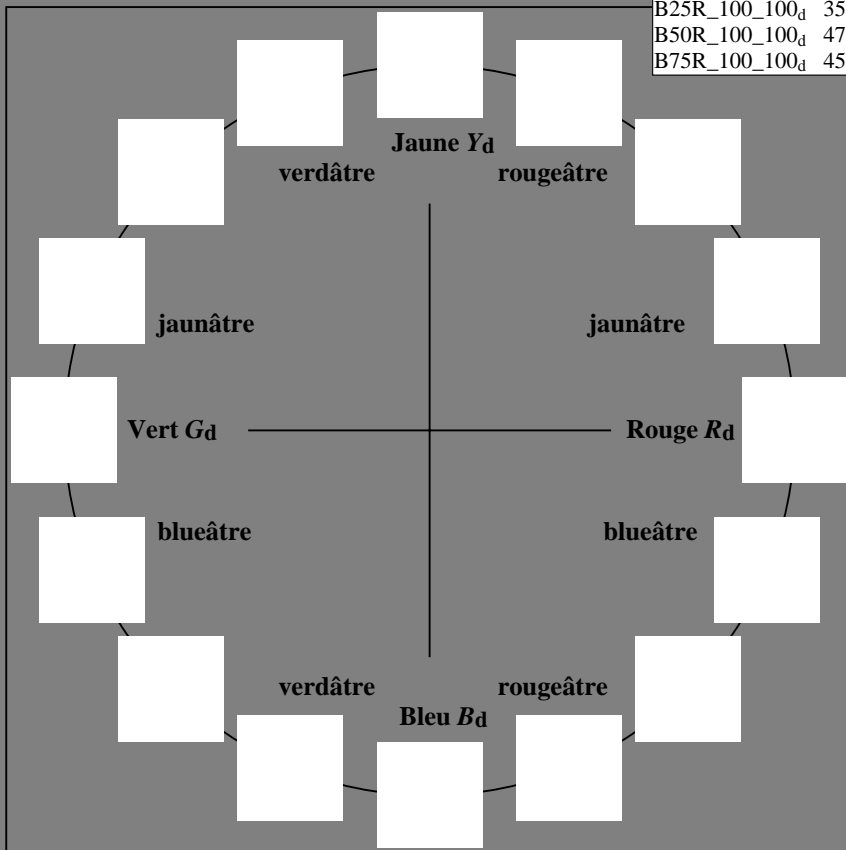 B25R_100_100d 35
B50R_100_100d 47
B75R_100_100d 45
Jaune Yd
verdâtre rougeâtre
jaunâtre jaunâtre
Vert Gd Rouge Rd
blueâtre blueâtre
verdâtre rougeâtre
Bleu Bd